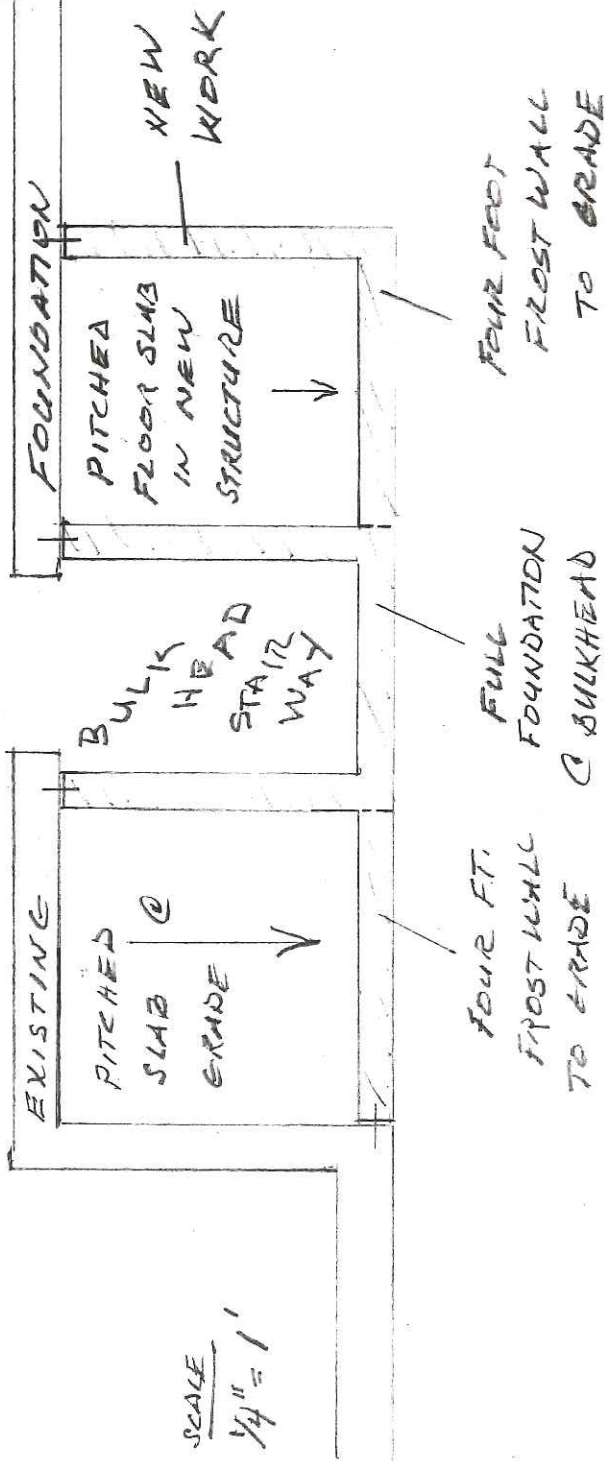 EXISTING
FOUNDATION
PITCHED
SLAB @
GRADE
BULK
HEAD
STAIR
WAY
PITCHED
FLOOR SLAB
IN NEW
STRUCTURE
NEW
WORK
SCALE
1/4" = 1'
FOUR FT.
FROST WALL
TO GRADE
FULL
FOUNDATION
@ BULKHEAD
FOUR FOOT
FROST WALL
TO GRADE